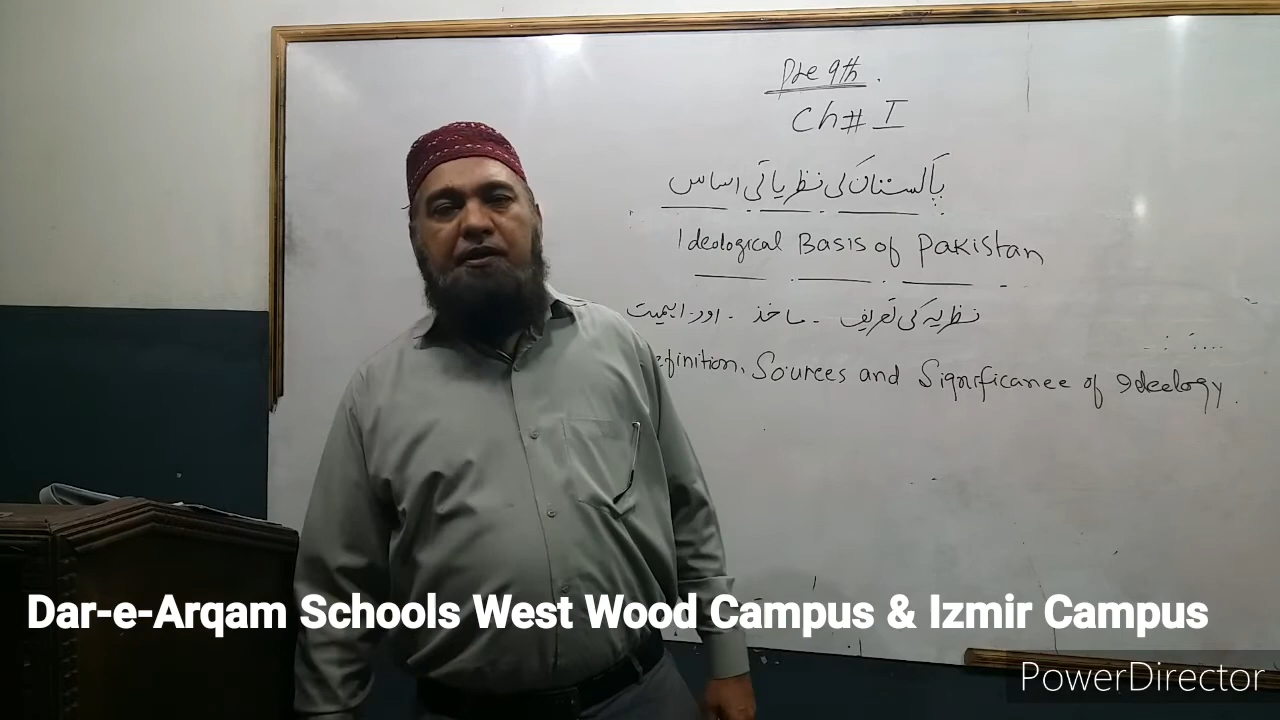 Pre 9th.
Ch# I
پاکستان کی نظریاتی اساس
Ideological Basis of Pakistan
نظریہ کی تعریف - ماخذ - اور اہمیت
efinition, Sources and Significance of Ideology.
Dar-e-Arqam Schools West Wood Campus & Izmir Campus
PowerDirector